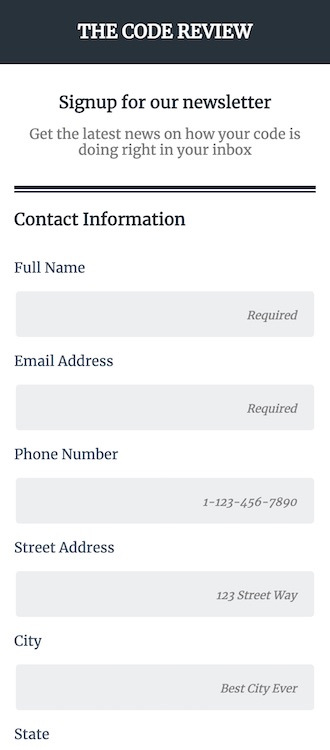 THE CODE REVIEW
Signup for our newsletter
Get the latest news on how your code is
doing right in your inbox
Contact Information
Full Name
Required
Email Address
Required
Phone Number
1-123-456-7890
Street Address
123 Street Way
City
Best City Ever
State